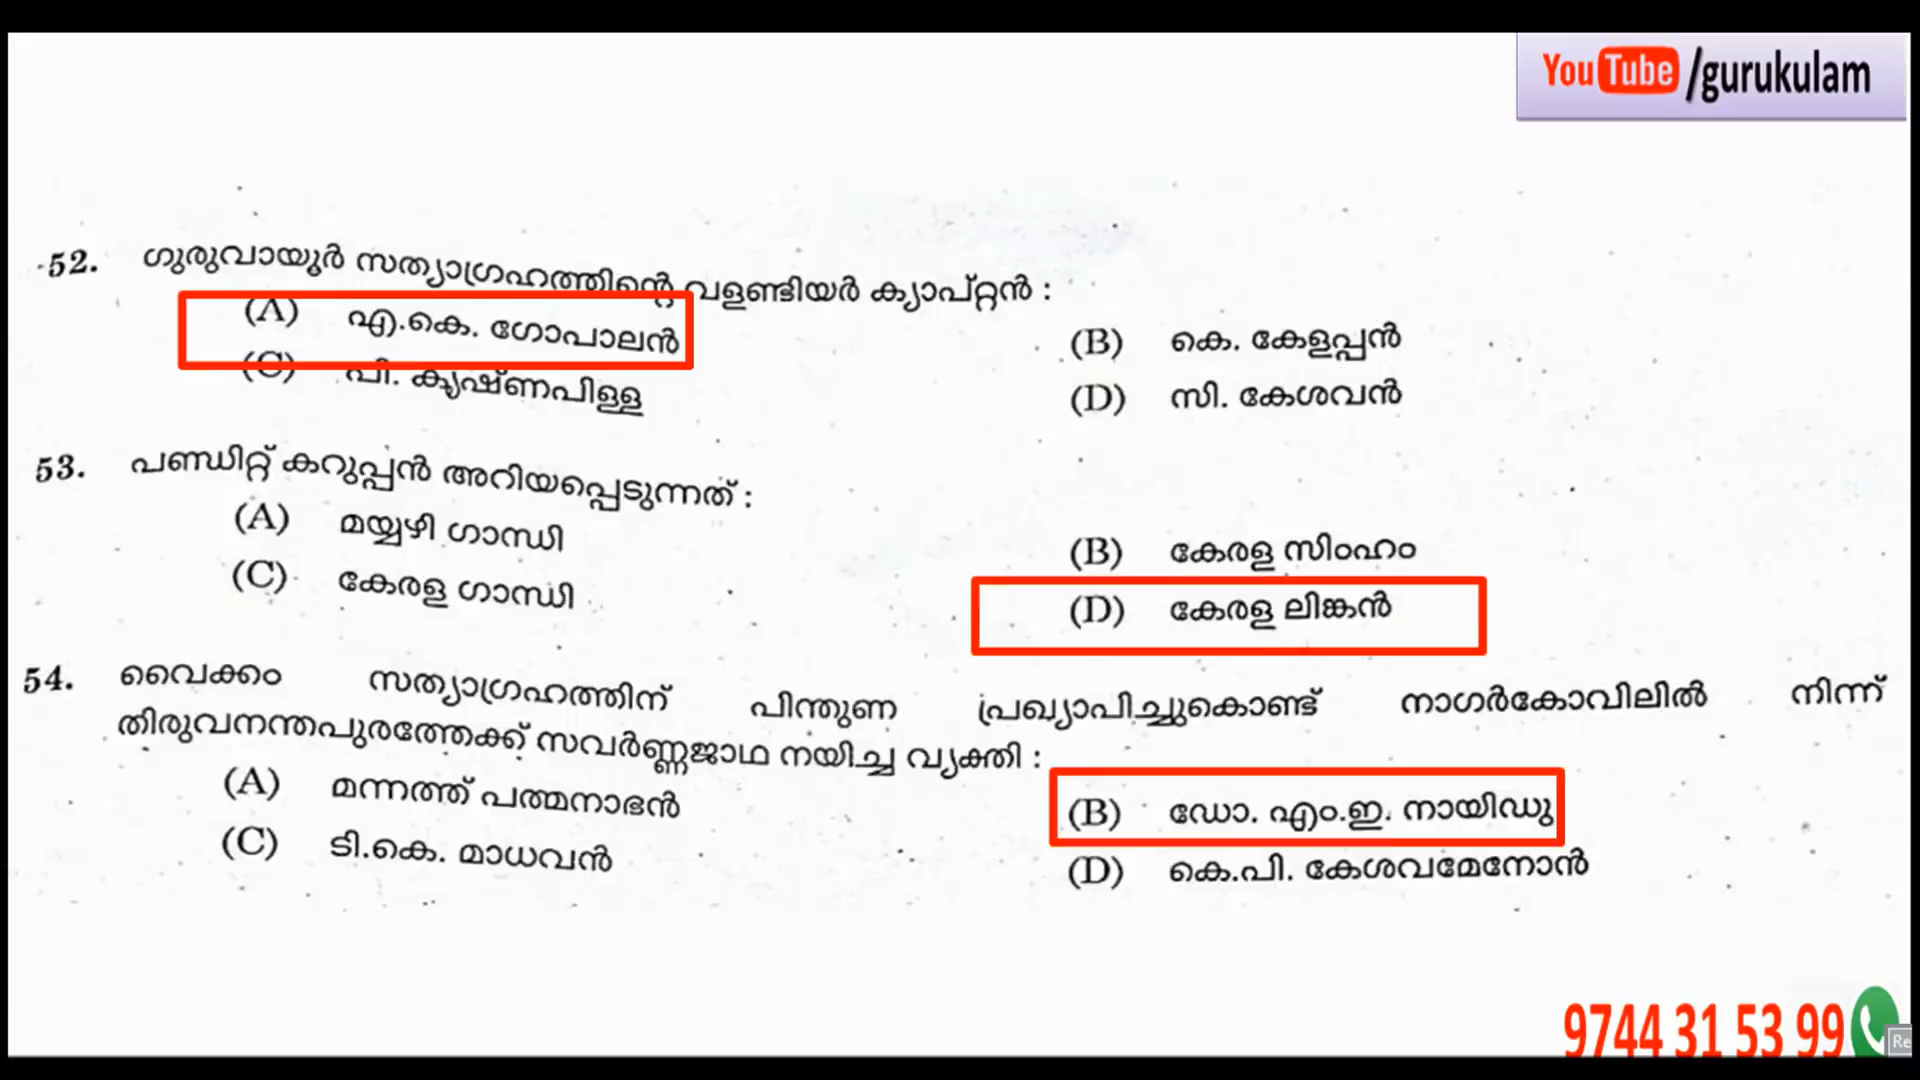 YouTube/gurukulam
52. ഗുരുവായൂർ സത്യാഗ്രഹത്തിന്റെ വളണ്ടിയർ ക്യാപ്റ്റൻ :
(A) എ.കെ. ഗോപാലൻ
(B) കെ. കേളപ്പൻ
(C) പി. കൃഷ്ണപിള്ള
(D) സി. കേശവൻ
53. പണ്ഡിറ്റ് കറുപ്പൻ അറിയപ്പെടുന്നത് :
(A) മയ്യഴി ഗാന്ധി
(B) കേരള സിംഹം
(C) കേരള ഗാന്ധി
(D) കേരള ലിങ്കൻ
54. വൈക്കം സത്യാഗ്രഹത്തിന് പിന്തുണ പ്രഖ്യാപിച്ചുകൊണ്ട് നാഗർകോവിലിൽ നിന്ന്
തിരുവനന്തപുരത്തേക്ക് സവർണ്ണജാഥ നയിച്ച വ്യക്തി :
(A) മന്നത്ത് പത്മനാഭൻ
(B) ഡോ. എം.ഇ. നായിഡു
(C) ടി.കെ. മാധവൻ
(D) കെ.പി. കേശവമേനോൻ
9744 31 53 99
Re